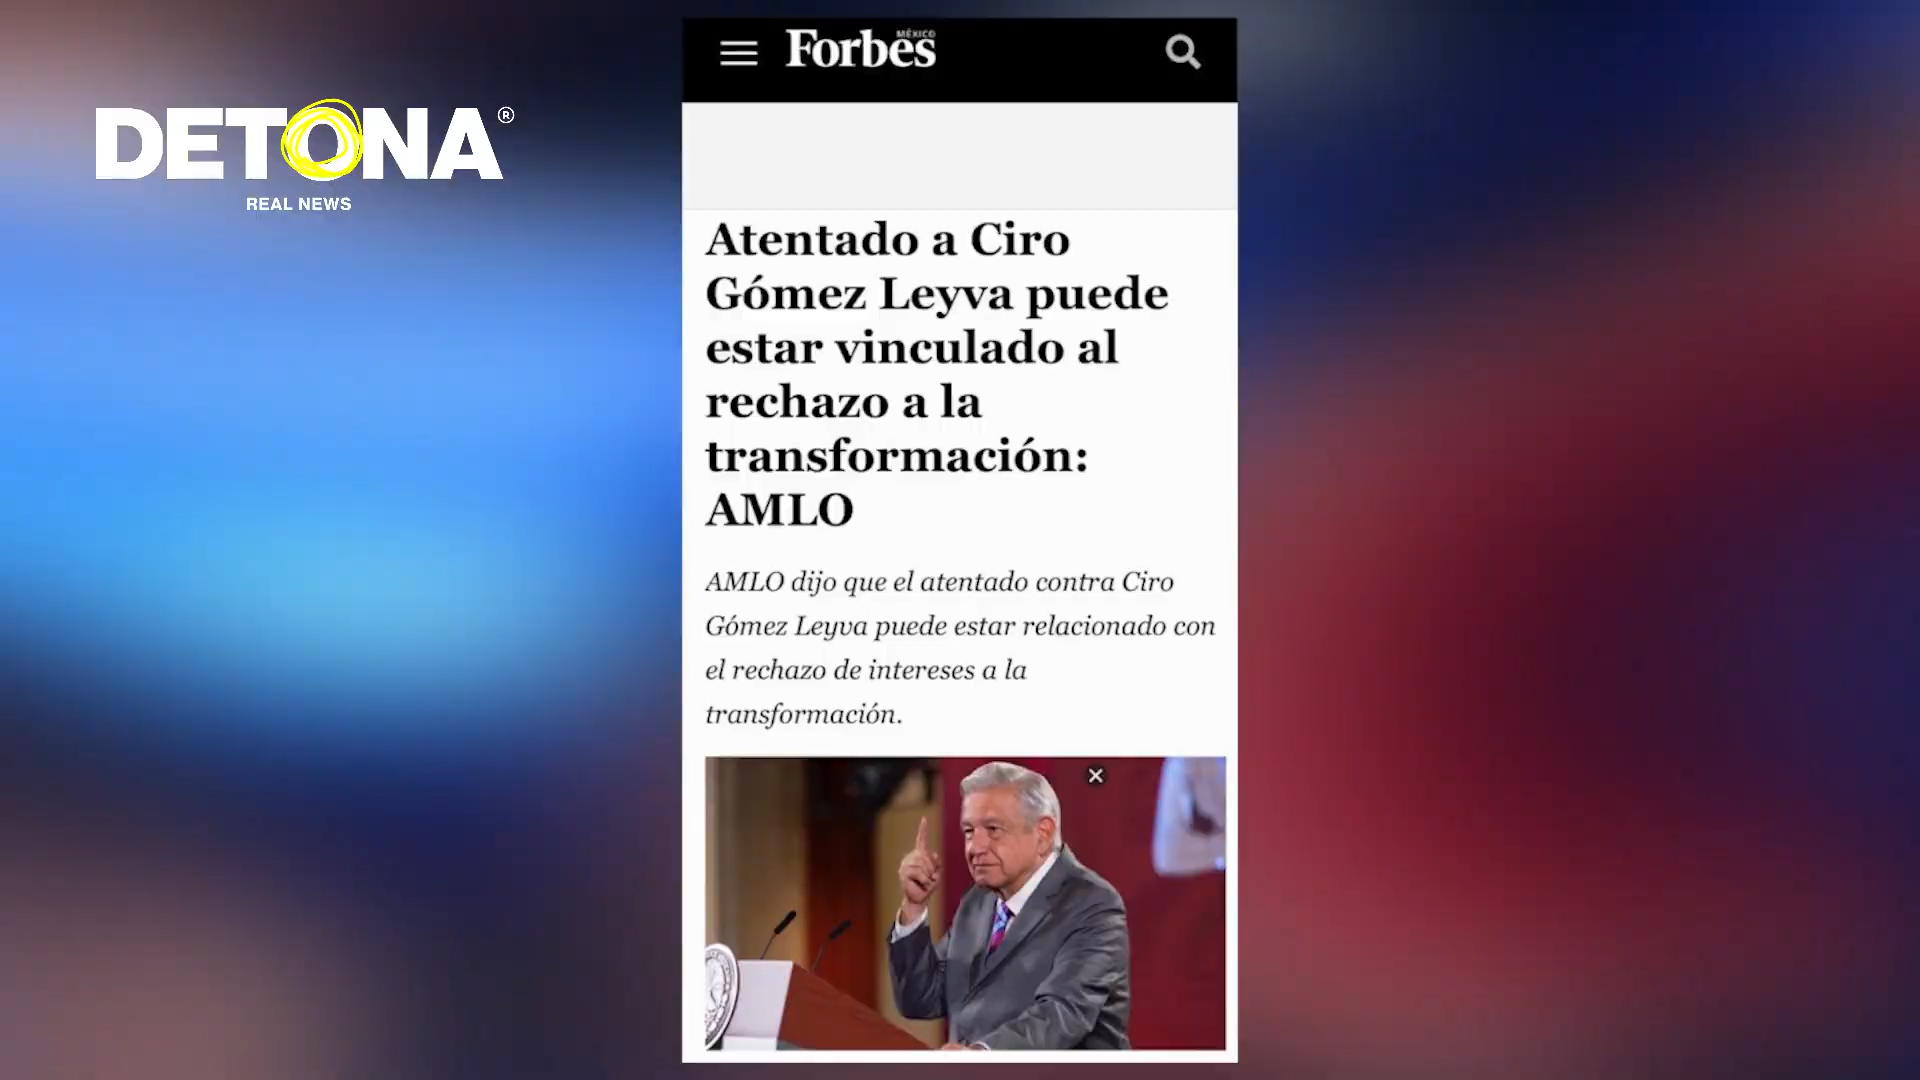 DETONA®
REAL NEWS
Forbes
MÉXICO
Atentado a Ciro
Gómez Leyva puede
estar vinculado al
rechazo a la
transformación:
AMLO
AMLO dijo que el atentado contra Ciro
Gómez Leyva puede estar relacionado con
el rechazo de intereses a la
transformación.